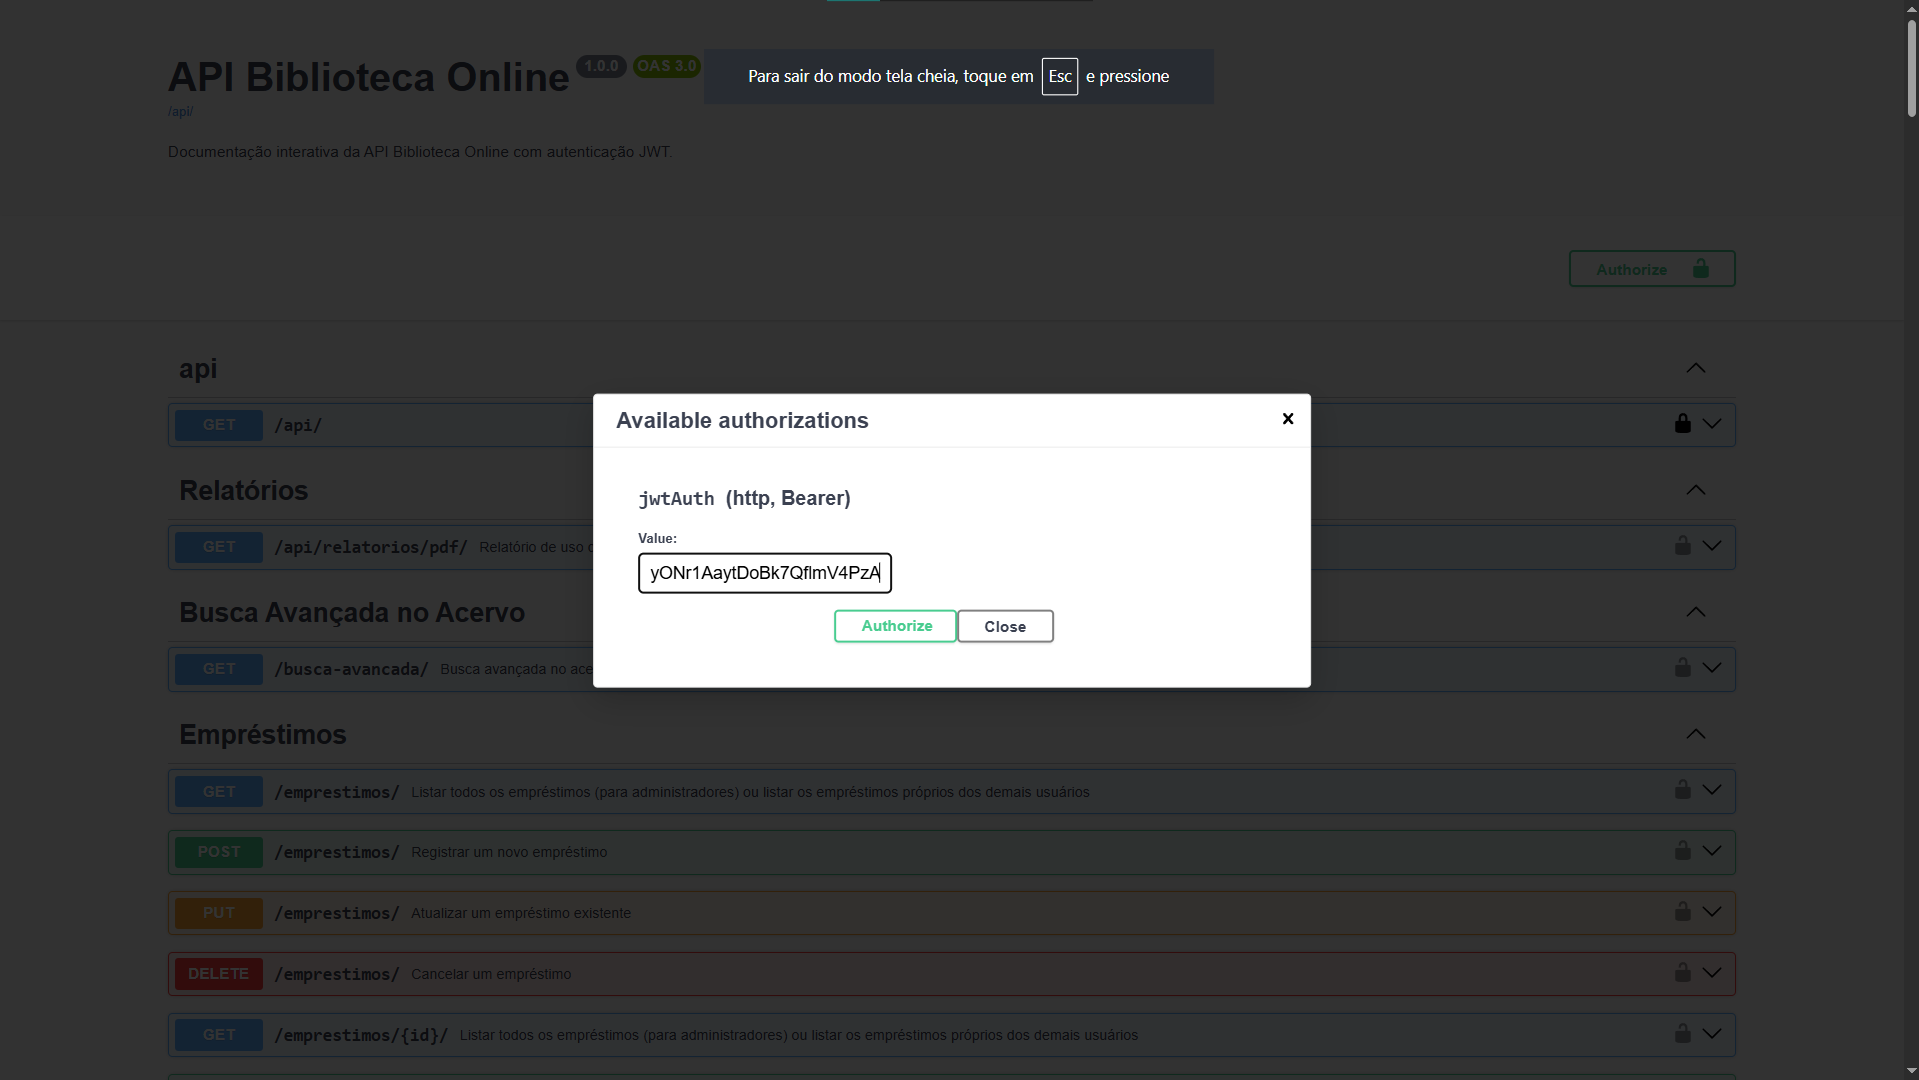 API Biblioteca Online 1.0.0 OAS 3.0
Para sair do modo tela cheia, toque em Esc e pressione
/api/
Documentação interativa da API Biblioteca Online com autenticação JWT.
Authorize
api
GET /api/
Available authorizations
jwtAuth (http, Bearer)
Value:
yONr1AaytDoBk7QflmV4PzA
Authorize Close
Relatórios
GET /api/relatorios/pdf/ Relatório de uso
Busca Avançada no Acervo
GET /busca-avancada/ Busca avançada no ace
Empréstimos
GET /emprestimos/ Listar todos os empréstimos (para administradores) ou listar os empréstimos próprios dos demais usuários
POST /emprestimos/ Registrar um novo empréstimo
PUT /emprestimos/ Atualizar um empréstimo existente
DELETE /emprestimos/ Cancelar um empréstimo
GET /emprestimos/{id}/ Listar todos os empréstimos (para administradores) ou listar os empréstimos próprios dos demais usuários